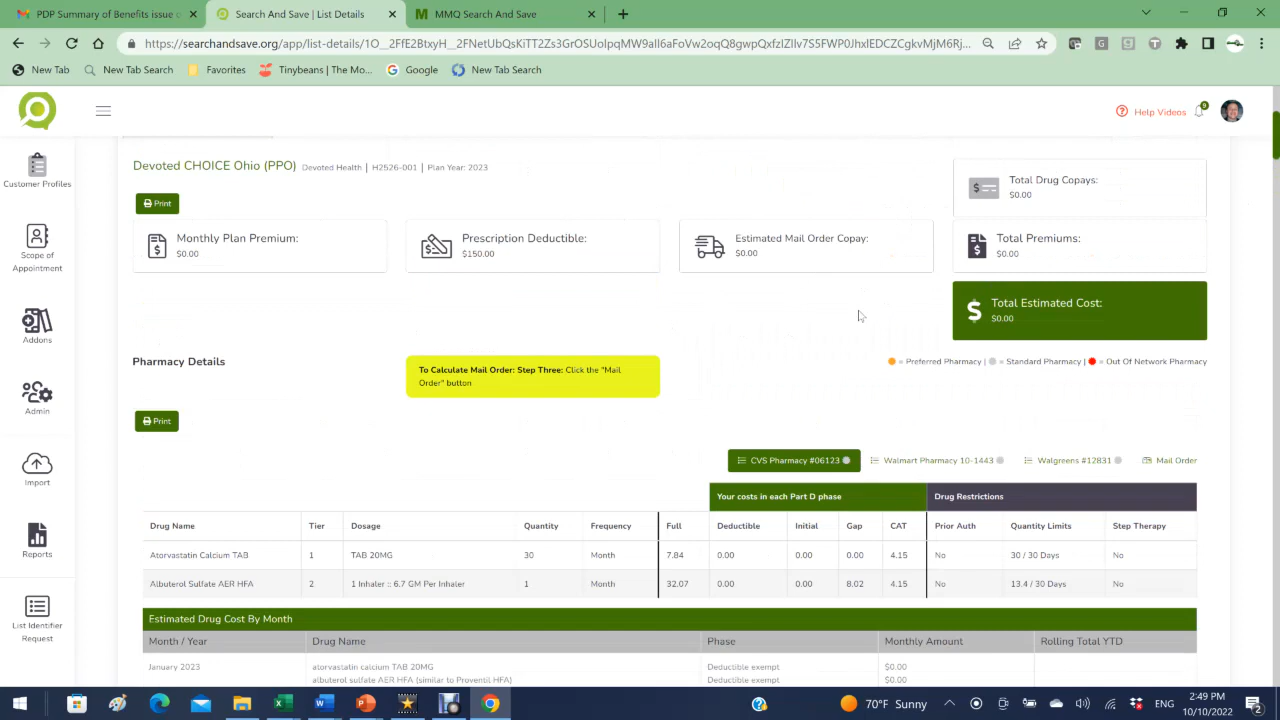 PDP Summary of Benefits issue
Search And Save | List Details
MMQ Search And Save
https://searchandsave.org/app/list-details/
New Tab
New Tab Search
Favorites
Tinybeans | The Mo...
Google
New Tab Search
Help Videos
9
Customer Profiles
Scope of
Appointment
Addons
Admin
Import
Reports
List Identifier
Request
Devoted CHOICE Ohio (PPO) Devoted Health | H2526-001 | Plan Year: 2023
Print
Total Drug Copays:
$0.00
Monthly Plan Premium:
$0.00
Prescription Deductible:
$150.00
Estimated Mail Order Copay:
$0.00
Total Premiums:
$0.00
Total Estimated Cost:
$0.00
Pharmacy Details
To Calculate Mail Order: Step Three: Click the "Mail
Order" button
= Preferred Pharmacy | = Standard Pharmacy | = Out Of Network Pharmacy
Print
CVS Pharmacy #06123 Walmart Pharmacy 10-1443 Walgreens #12831 Mail Order
Your costs in each Part D phase Drug Restrictions
Drug Name Tier Dosage Quantity Frequency Full Deductible Initial Gap CAT Prior Auth Quantity Limits Step Therapy
Atorvastatin Calcium TAB 1 TAB 20MG 30 Month 7.84 0.00 0.00 0.00 4.15 No 30 / 30 Days No
Albuterol Sulfate AER HFA 2 1 Inhaler :: 6.7 GM Per Inhaler 1 Month 32.07 0.00 0.00 8.02 4.15 No 13.4 / 30 Days No
Estimated Drug Cost By Month
Month / Year Drug Name Phase Monthly Amount Rolling Total YTD
January 2023 atorvastatin calcium TAB 20MG Deductible exempt $0.00
albuterol sulfate AER HFA (similar to Proventil HFA) Deductible exempt $0.00
70°F Sunny
ENG
2:49 PM
10/10/2022
2